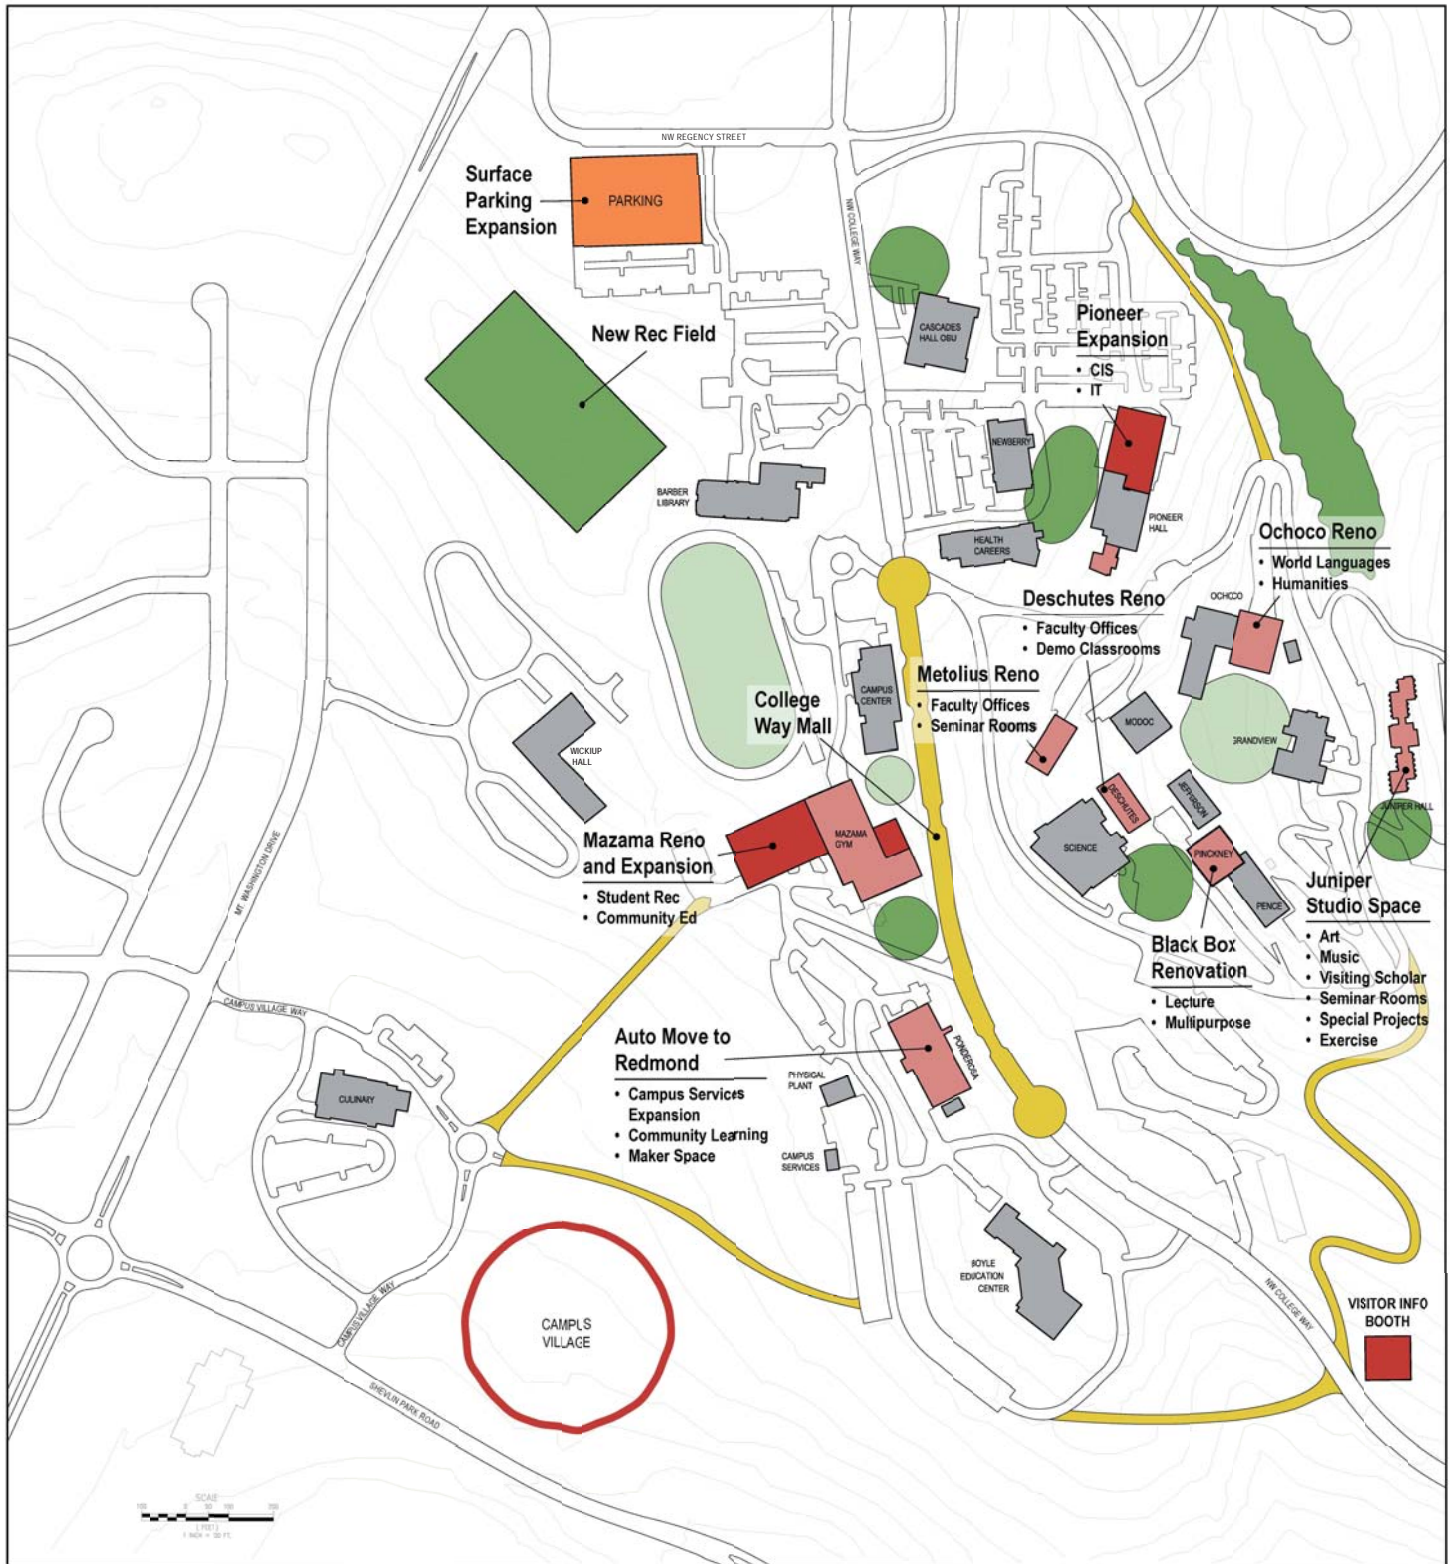 NW REGENCY STREET
Surface
Parking
Expansion
PARKING
NW COLLEGE WAY
New Rec Field
CASCADES
HALL OSU
Pioneer
Expansion
• CIS
• IT
NEWBERRY
BARBER
LIBRARY
PIONEER
HALL
HEALTH
CAREERS
Ochoco Reno
• World Languages
• Humanities
OCHOCO
Deschutes Reno
• Faculty Offices
• Demo Classrooms
Metolius Reno
• Faculty Offices
• Seminar Rooms
CAMPUS
CENTER
College
Way Mall
MODOC
GRANDVIEW
WICKIUP
HALL
DESCHUTES
JEFFERSON
JUNIPER HALL
Mazama Reno
and Expansion
• Student Rec
• Community Ed
MAZAMA
GYM
SCIENCE
PINCKNEY
PENCE
MT. WASHINGTON DRIVE
Juniper
Studio Space
• Art
• Music
• Visiting Scholar
• Seminar Rooms
• Special Projects
• Exercise
Black Box
Renovation
• Lecture
• Multipurpose
CAMPUS VILLAGE WAY
Auto Move to
Redmond
• Campus Services
Expansion
• Community Learning
• Maker Space
PONDEROSA
PHYSICAL
PLANT
CULINARY
CAMPUS
SERVICES
BOYLE
EDUCATION
CENTER
NW COLLEGE WAY
VISITOR INFO
BOOTH
CAMPUS
VILLAGE
CAMPUS VILLAGE WAY
SHEVLIN PARK ROAD
SCALE
100 0 50 100 200
( FEET )